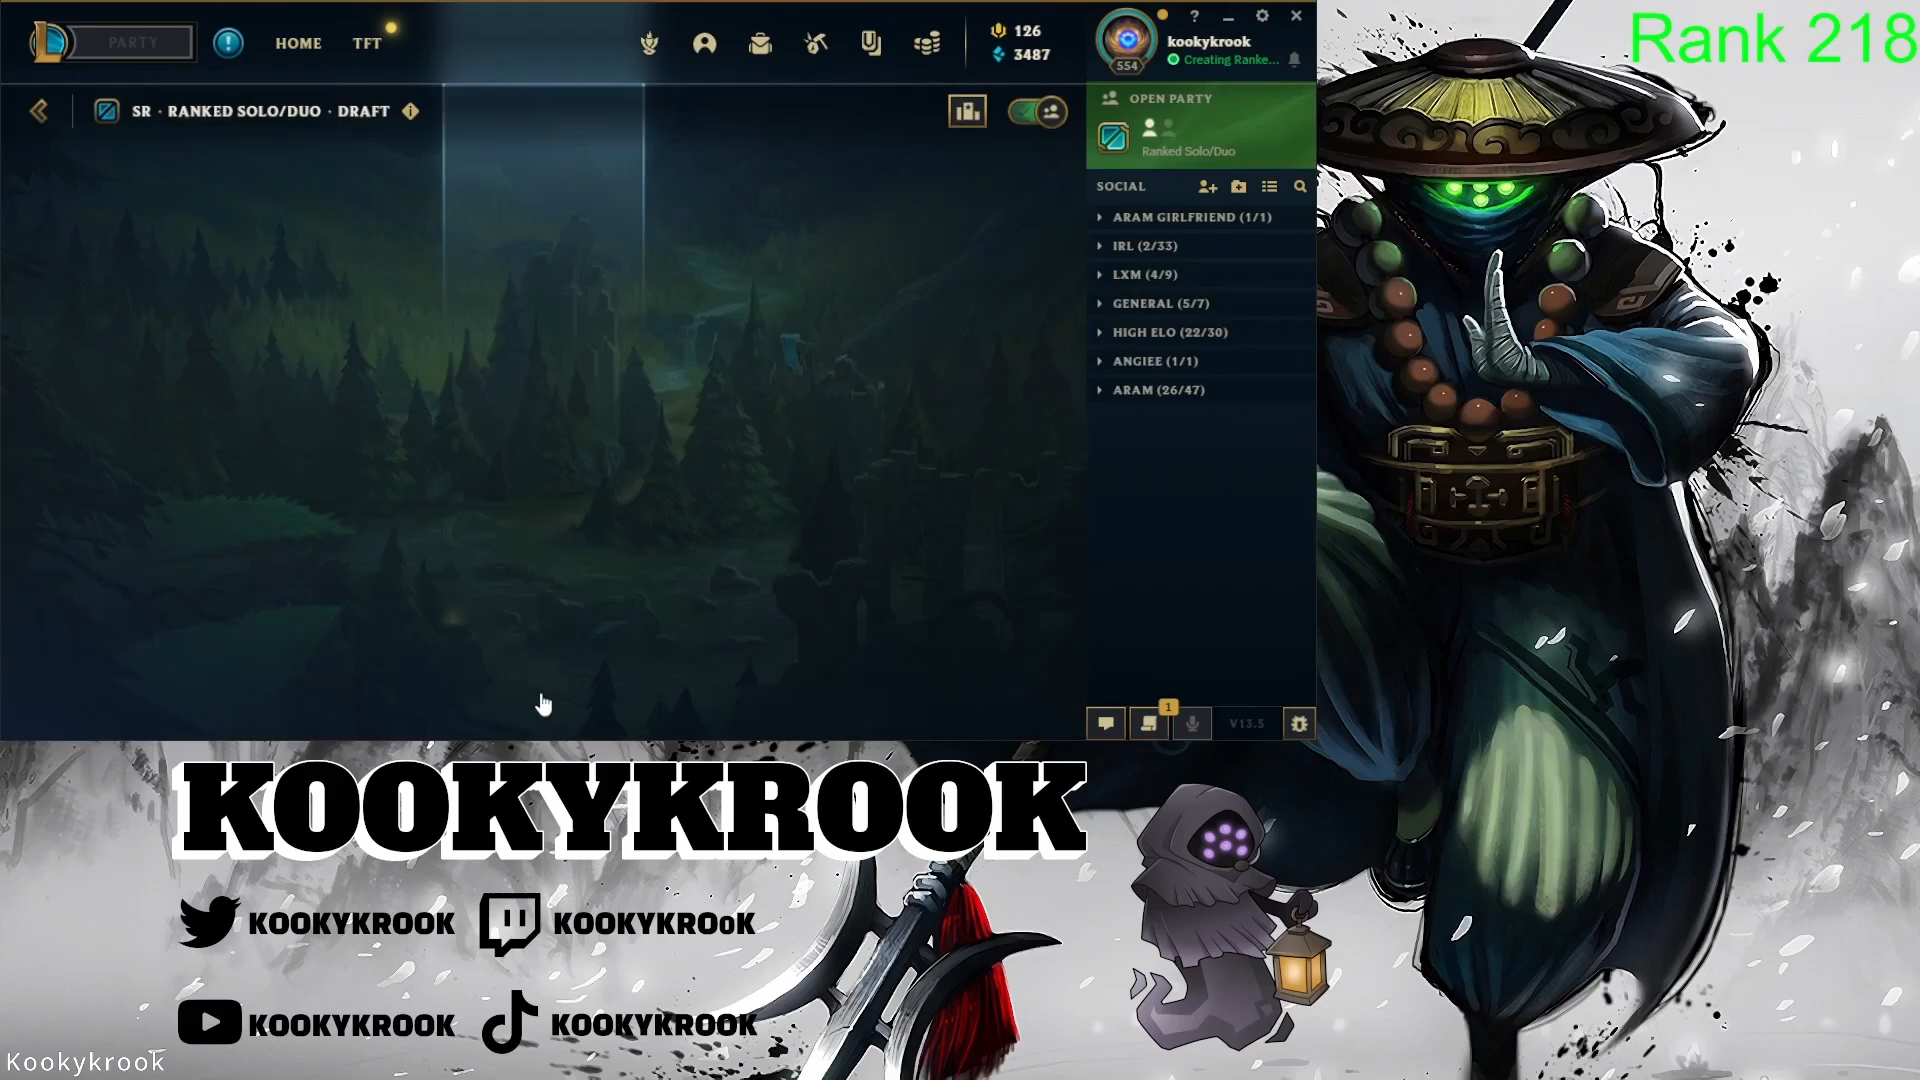 PARTY
HOME
TFT
126
3487
554
kookykrook
Creating Ranke...
Rank 218
SR · RANKED SOLO/DUO · DRAFT
OPEN PARTY
Ranked Solo/Duo
SOCIAL
ARAM GIRLFRIEND (1/1)
IRL (2/33)
LXM (4/9)
GENERAL (5/7)
HIGH ELO (22/30)
ANGIEE (1/1)
ARAM (26/47)
1
V13.5
KOOKYKROOK
KOOKYKROOK
KOOKYKROoK
KOOKYKROOK
KOOKYKROOK
Kookykrook